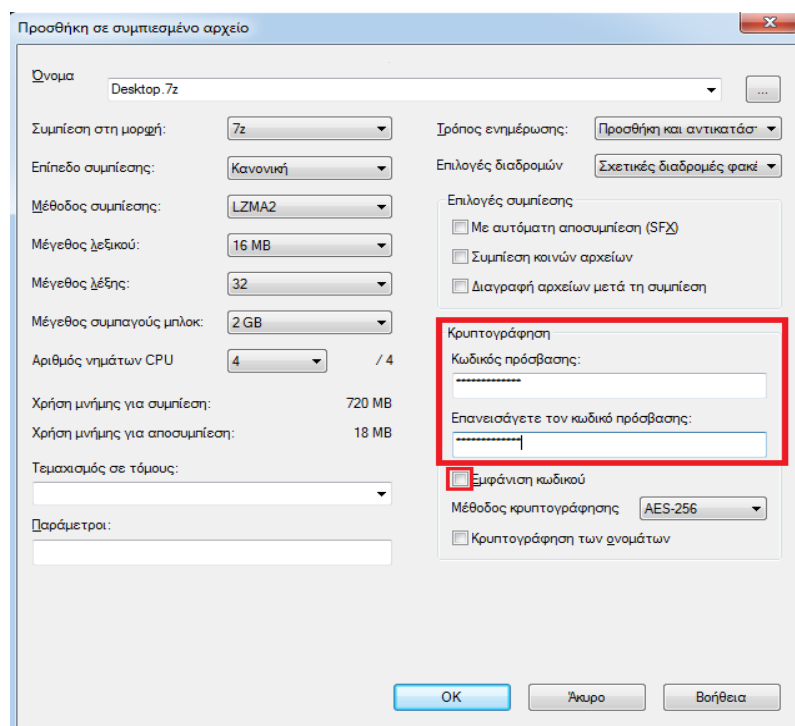 Προσθήκη σε συμπιεσμένο αρχείο
Όνομα
Desktop.7z
...
Συμπίεση στη μορφή:
7z
Επίπεδο συμπίεσης:
Κανονική
Μέθοδος συμπίεσης:
LZMA2
Μέγεθος λεξικού:
16 MB
Μέγεθος λέξης:
32
Μέγεθος συμπαγούς μπλοκ:
2 GB
Αριθμός νημάτων CPU
4
/ 4
Χρήση μνήμης για συμπίεση:
720 MB
Χρήση μνήμης για αποσυμπίεση:
18 MB
Τεμαχισμός σε τόμους:
Παράμετροι:
Τρόπος ενημέρωσης:
Προσθήκη και αντικατάστ
Επιλογές διαδρομών
Σχετικές διαδρομές φακέ
Επιλογές συμπίεσης
Με αυτόματη αποσυμπίεση (SFX)
Συμπίεση κοινών αρχείων
Διαγραφή αρχείων μετά τη συμπίεση
Κρυπτογράφηση
Κωδικός πρόσβασης:
*************
Επανεισάγετε τον κωδικό πρόσβασης:
*************
Εμφάνιση κωδικού
Μέθοδος κρυπτογράφησης
AES-256
Κρυπτογράφηση των ονομάτων
OK
Άκυρο
Βοήθεια